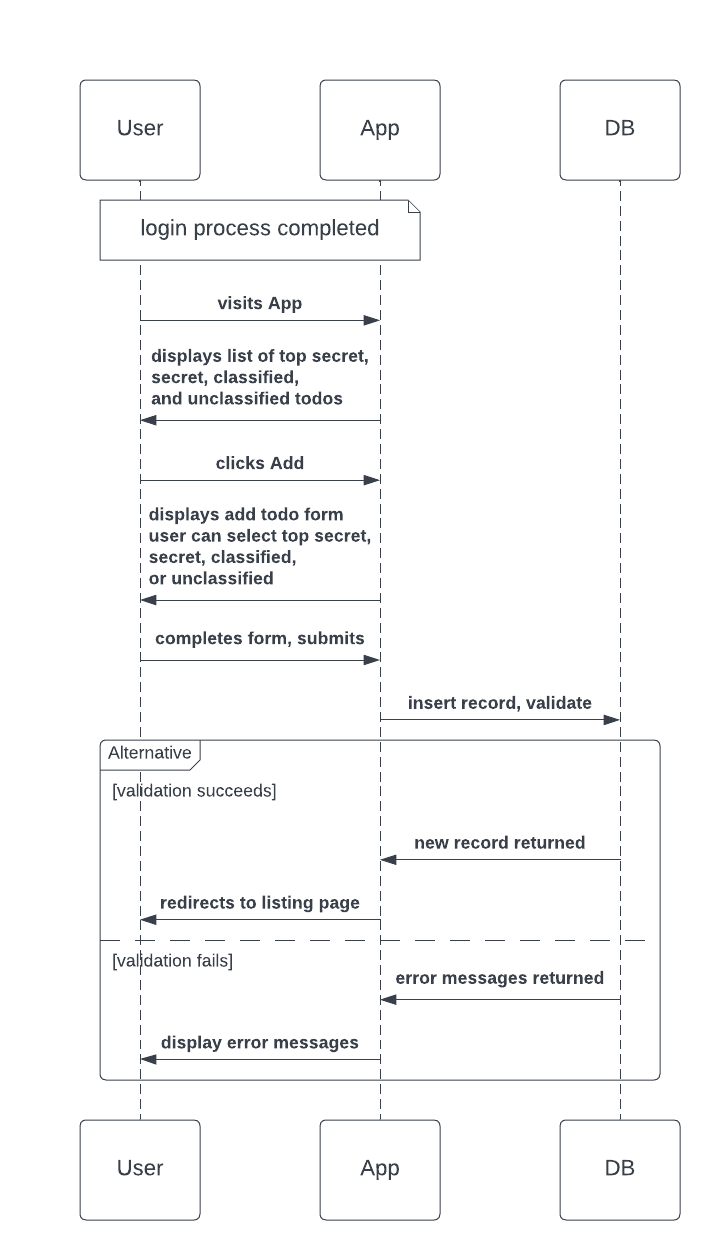 User
App
DB
login process completed
visits App
displays list of top secret,
secret, classified,
and unclassified todos
clicks Add
displays add todo form
user can select top secret,
secret, classified,
or unclassified
completes form, submits
insert record, validate
Alternative
[validation succeeds]
new record returned
redirects to listing page
[validation fails]
error messages returned
display error messages
User
App
DB